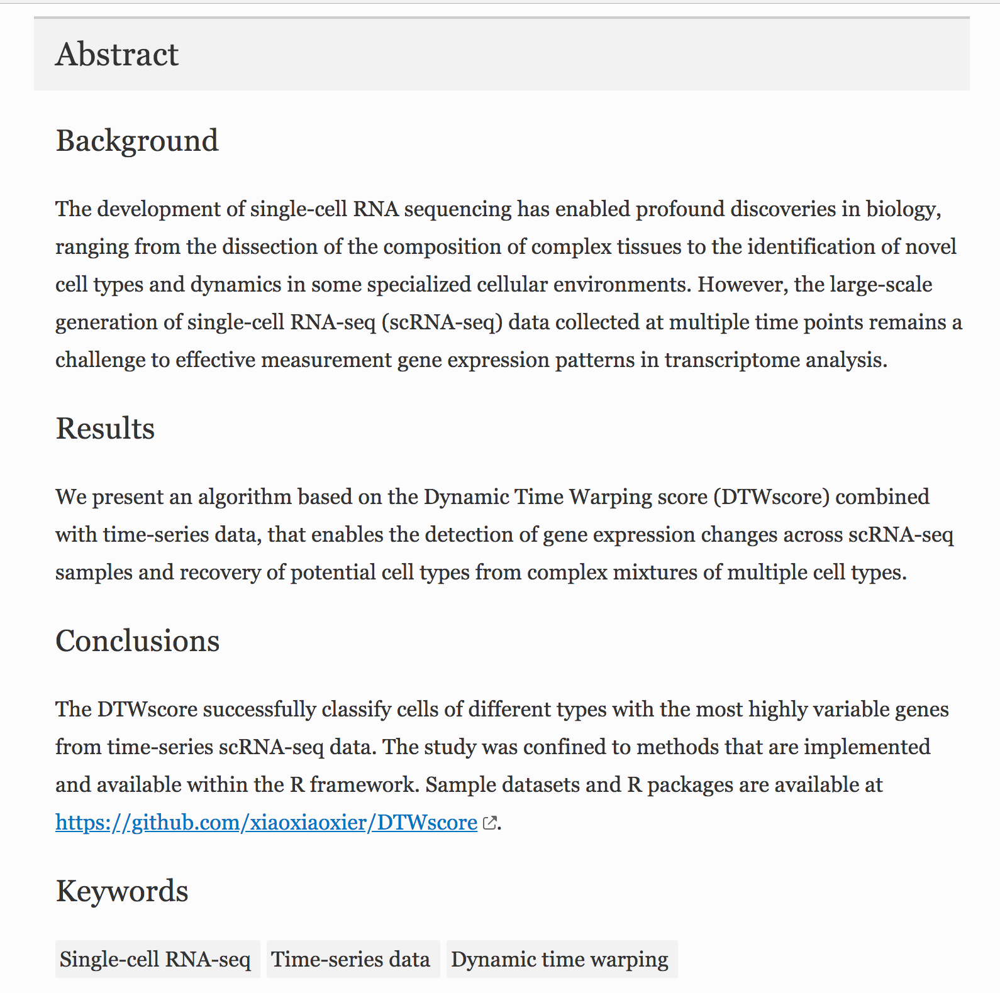 Abstract
Background
The development of single-cell RNA sequencing has enabled profound discoveries in biology,
ranging from the dissection of the composition of complex tissues to the identification of novel
cell types and dynamics in some specialized cellular environments. However, the large-scale
generation of single-cell RNA-seq (scRNA-seq) data collected at multiple time points remains a
challenge to effective measurement gene expression patterns in transcriptome analysis.
Results
We present an algorithm based on the Dynamic Time Warping score (DTWscore) combined
with time-series data, that enables the detection of gene expression changes across scRNA-seq
samples and recovery of potential cell types from complex mixtures of multiple cell types.
Conclusions
The DTWscore successfully classify cells of different types with the most highly variable genes
from time-series scRNA-seq data. The study was confined to methods that are implemented
and available within the R framework. Sample datasets and R packages are available at
https://github.com/xiaoxiaoxier/DTWscore.
Keywords
Single-cell RNA-seq Time-series data Dynamic time warping